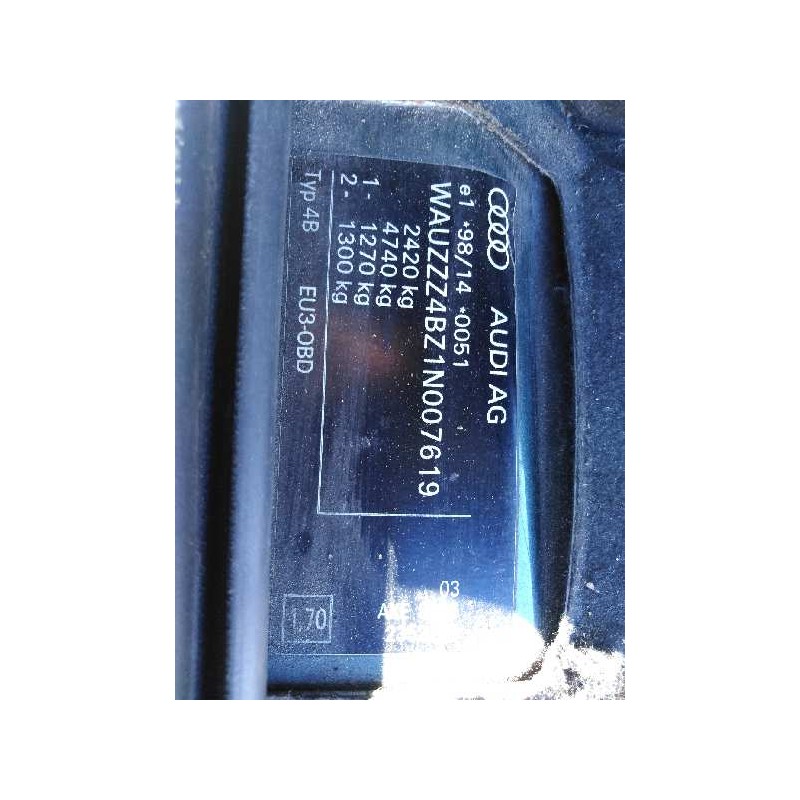 AUDI AG
e1 *98/14 *0051
WAUZZZ4BZ1N007619
2420 kg
4740 kg
1 - 1270 kg
2 - 1300 kg
Typ 4B EU3-OBD
03
1.70